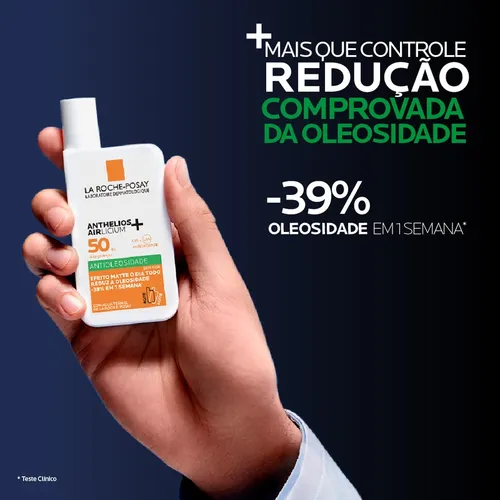 +
MAIS QUE CONTROLE
REDUÇÃO
COMPROVADA
DA OLEOSIDADE
-39%
OLEOSIDADE EM 1 SEMANA*
LA ROCHE-POSAY
LABORATOIRE DERMATOLOGIQUE
ANTHELIOS
AIRLICIUM+
50
ANTIOLEOSIDADE
EFEITO MATTE O DIA TODO
REDUZ A OLEOSIDADE
-39% EM 1 SEMANA
* Teste Clínico